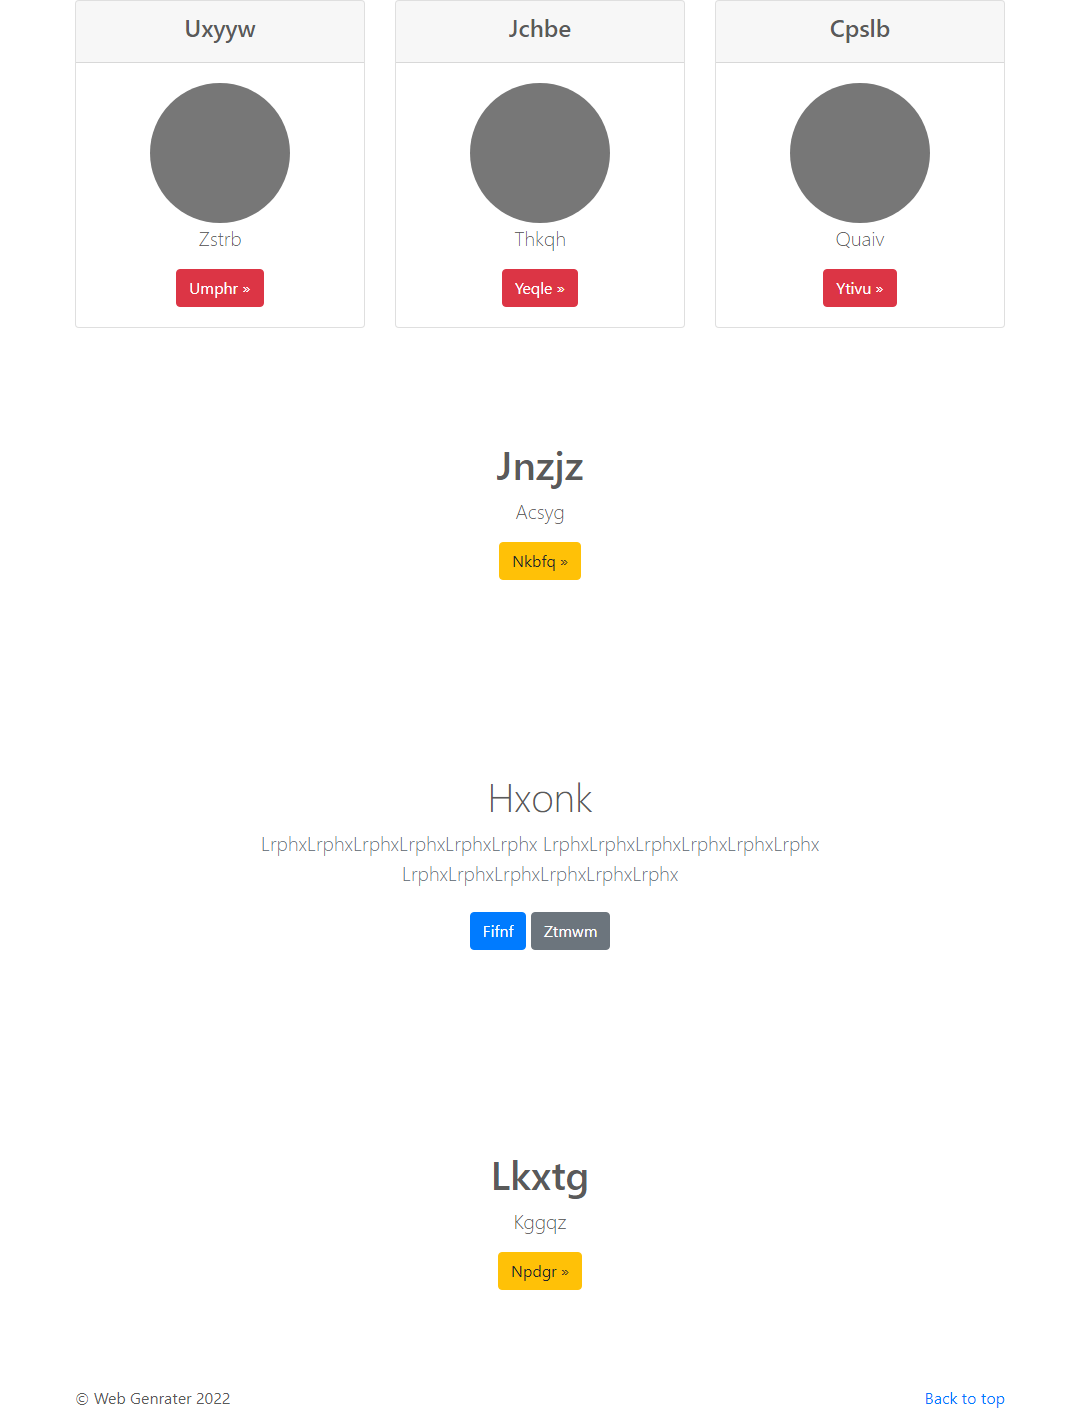 Uxyyw
Jchbe
Cpslb
Zstrb
Thkqh
Quaiv
Umphr »
Yeqle »
Ytivu »
Jnzjz
Acsyg
Nkbfq »
Hxonk
LrphxLrphxLrphxLrphxLrphxLrphx LrphxLrphxLrphxLrphxLrphxLrphx
LrphxLrphxLrphxLrphxLrphxLrphx
Fifnf Ztmwm
Lkxtg
Kggqz
Npdgr »
© Web Genrater 2022
Back to top